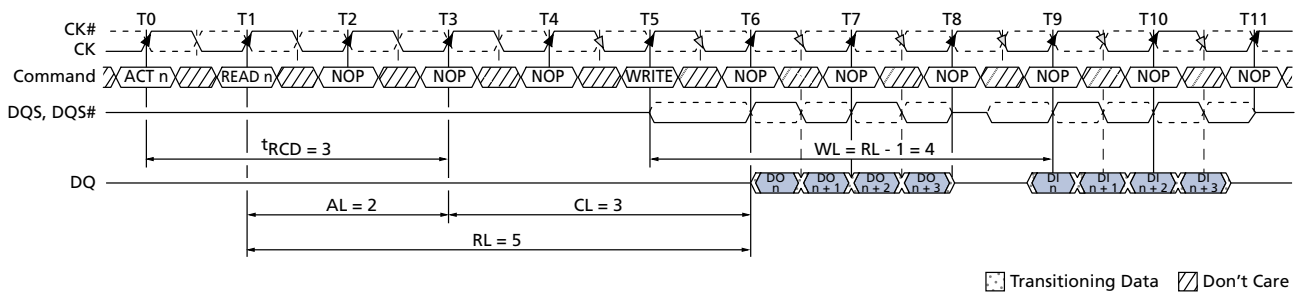 T0 T1 T2 T3 T4 T5 T6 T7 T8 T9 T10 T11
CK#
CK
Command ACT n READ n NOP NOP NOP WRITE NOP NOP NOP NOP NOP NOP
DQS, DQS#
tRCD = 3 WL = RL - 1 = 4
DQ DO n DO n + 1 DO n + 2 DO n + 3 DI n DI n + 1 DI n + 2 DI n + 3
AL = 2 CL = 3
RL = 5
Transitioning Data Don't Care